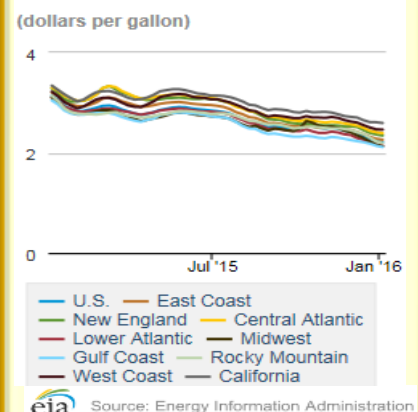 (dollars per gallon)
4
2
0
Jul '15 Jan '16
U.S. East Coast
New England Central Atlantic
Lower Atlantic Midwest
Gulf Coast Rocky Mountain
West Coast California
eia Source: Energy Information Administration